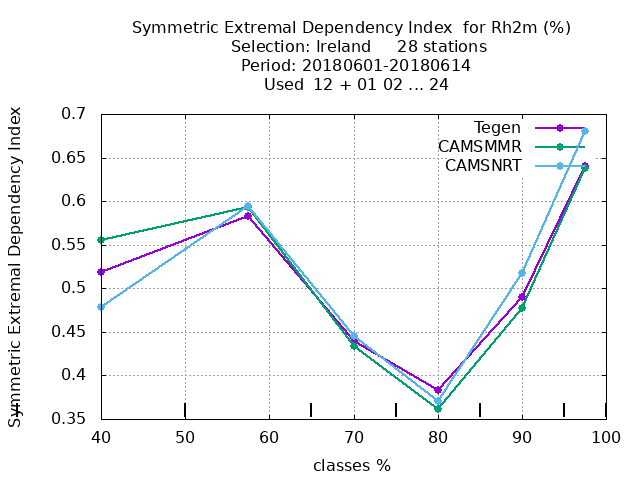 Symmetric Extremal Dependency Index  for Rh2m (%)
Selection: Ireland     28 stations
Period: 20180601-20180614
Used  12 + 01 02 ... 24
Symmetric Extremal Dependency Index
0.7
0.65
0.6
0.55
0.5
0.45
0.4
0.35
Tegen
CAMSMMR
CAMSNRT
40 50 60 70 80 90 100
classes %